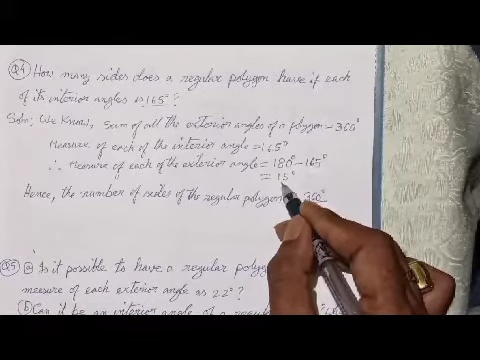 Q4 How many sides does a regular polygon have if each
of its interior angles is 165°?
Soln: We Know, Sum of all the exterior angles of a polygon = 360°
Measure of each of the interior angle = 165°
∴ Measure of each of the exterior angle = 180° - 165°
= 15°
Hence, the number of sides of the regular polygon = 360°
Q5 (a) Is it possible to have a regular polygon
measure of each exterior angle as 22°?
(b) Can it be an interior angle of a